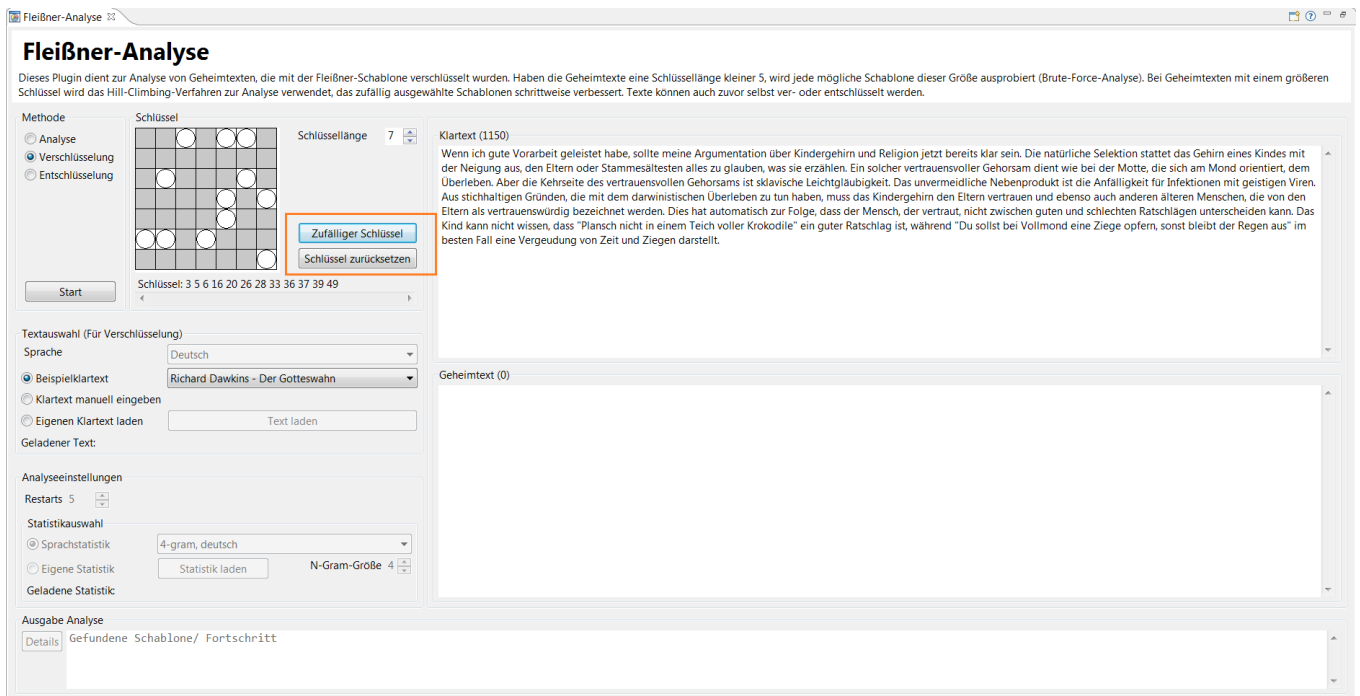 Fleißner-Analyse
Fleißner-Analyse
Dieses Plugin dient zur Analyse von Geheimtexten, die mit der Fleißner-Schablone verschlüsselt wurden. Haben die Geheimtexte eine Schlüssellänge kleiner 5, wird jede mögliche Schablone dieser Größe ausprobiert (Brute-Force-Analyse). Bei Geheimtexten mit einem größeren
Schlüssel wird das Hill-Climbing-Verfahren zur Analyse verwendet, das zufällig ausgewählte Schablonen schrittweise verbessert. Texte können auch zuvor selbst ver- oder entschlüsselt werden.
Methode
Analyse
Verschlüsselung
Entschlüsselung
Start
Schlüssel
Schlüssellänge 7
Zufälliger Schlüssel
Schlüssel zurücksetzen
Schlüssel: 3 5 6 16 20 26 28 33 36 37 39 49
Textauswahl (Für Verschlüsselung)
Sprache Deutsch
Beispielklartext Richard Dawkins - Der Gotteswahn
Klartext manuell eingeben
Eigenen Klartext laden Text laden
Geladener Text:
Analyseeinstellungen
Restarts 5
Statistikauswahl
Sprachstatistik 4-gram, deutsch
Eigene Statistik Statistik laden N-Gram-Größe 4
Geladene Statistik:
Klartext (1150)
Wenn ich gute Vorarbeit geleistet habe, sollte meine Argumentation über Kindergehirn und Religion jetzt bereits klar sein. Die natürliche Selektion stattet das Gehirn eines Kindes mit
der Neigung aus, den Eltern oder Stammesältesten alles zu glauben, was sie erzählen. Ein solcher vertrauensvoller Gehorsam dient wie bei der Motte, die sich am Mond orientiert, dem
Überleben. Aber die Kehrseite des vertrauensvollen Gehorsams ist sklavische Leichtgläubigkeit. Das unvermeidliche Nebenprodukt ist die Anfälligkeit für Infektionen mit geistigen Viren.
Aus stichhaltigen Gründen, die mit dem darwinistischen Überleben zu tun haben, muss das Kindergehirn den Eltern vertrauen und ebenso auch anderen älteren Menschen, die von den
Eltern als vertrauenswürdig bezeichnet werden. Dies hat automatisch zur Folge, dass der Mensch, der vertraut, nicht zwischen guten und schlechten Ratschlägen unterscheiden kann. Das
Kind kann nicht wissen, dass "Plansch nicht in einem Teich voller Krokodile" ein guter Ratschlag ist, während "Du sollst bei Vollmond eine Ziege opfern, sonst bleibt der Regen aus" im
besten Fall eine Vergeudung von Zeit und Ziegen darstellt.
Geheimtext (0)
Ausgabe Analyse
Details Gefundene Schablone/ Fortschritt